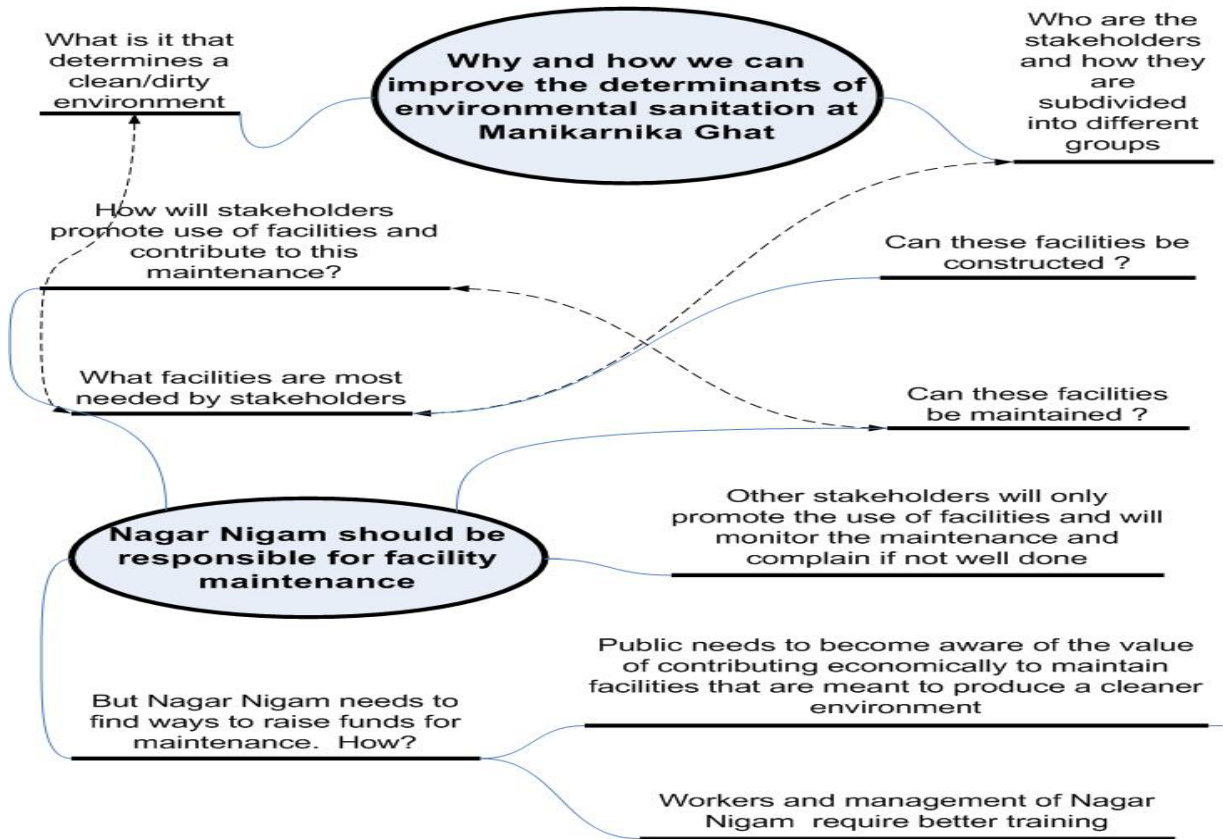 What is it that
determines a
clean/dirty
environment
Why and how we can
improve the determinants of
environmental sanitation at
Manikarnika Ghat
Who are the
stakeholders
and how they
are
subdivided
into different
groups
How will stakeholders
promote use of facilities and
contribute to this
maintenance?
Can these facilities be
constructed ?
What facilities are most
needed by stakeholders
Can these facilities
be maintained ?
Nagar Nigam should be
responsible for facility
maintenance
Other stakeholders will only
promote the use of facilities and will
monitor the maintenance and
complain if not well done
Public needs to become aware of the value
of contributing economically to maintain
facilities that are meant to produce a cleaner
environment
But Nagar Nigam needs to
find ways to raise funds for
maintenance. How?
Workers and management of Nagar
Nigam require better training